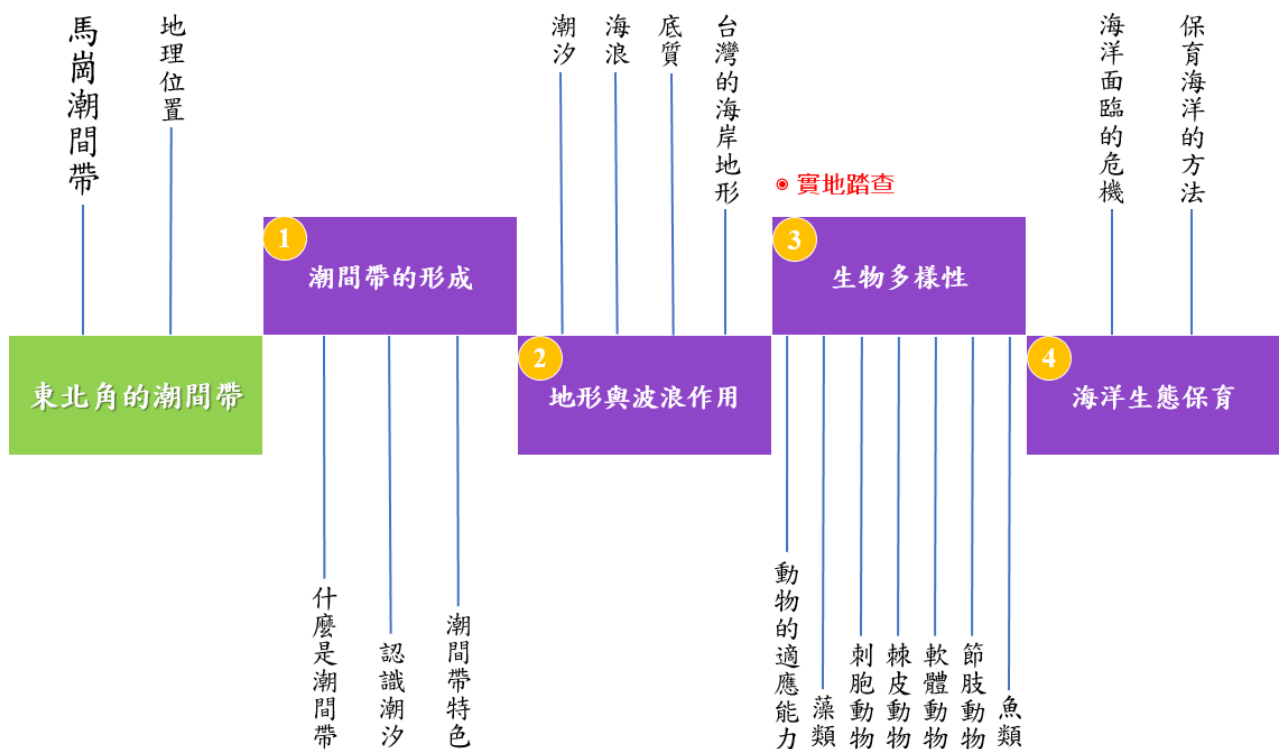 馬崗潮間帶
地理位置
東北角的潮間帶
1
潮間帶的形成
什麼是潮間帶
認識潮汐
潮間帶特色
潮汐
海浪
底質
台灣的海岸地形
2
地形與波浪作用
◉ 實地踏查
3
生物多樣性
動物的適應能力
藻類
刺胞動物
棘皮動物
軟體動物
節肢動物
魚類
海洋面臨的危機
保育海洋的方法
4
海洋生態保育